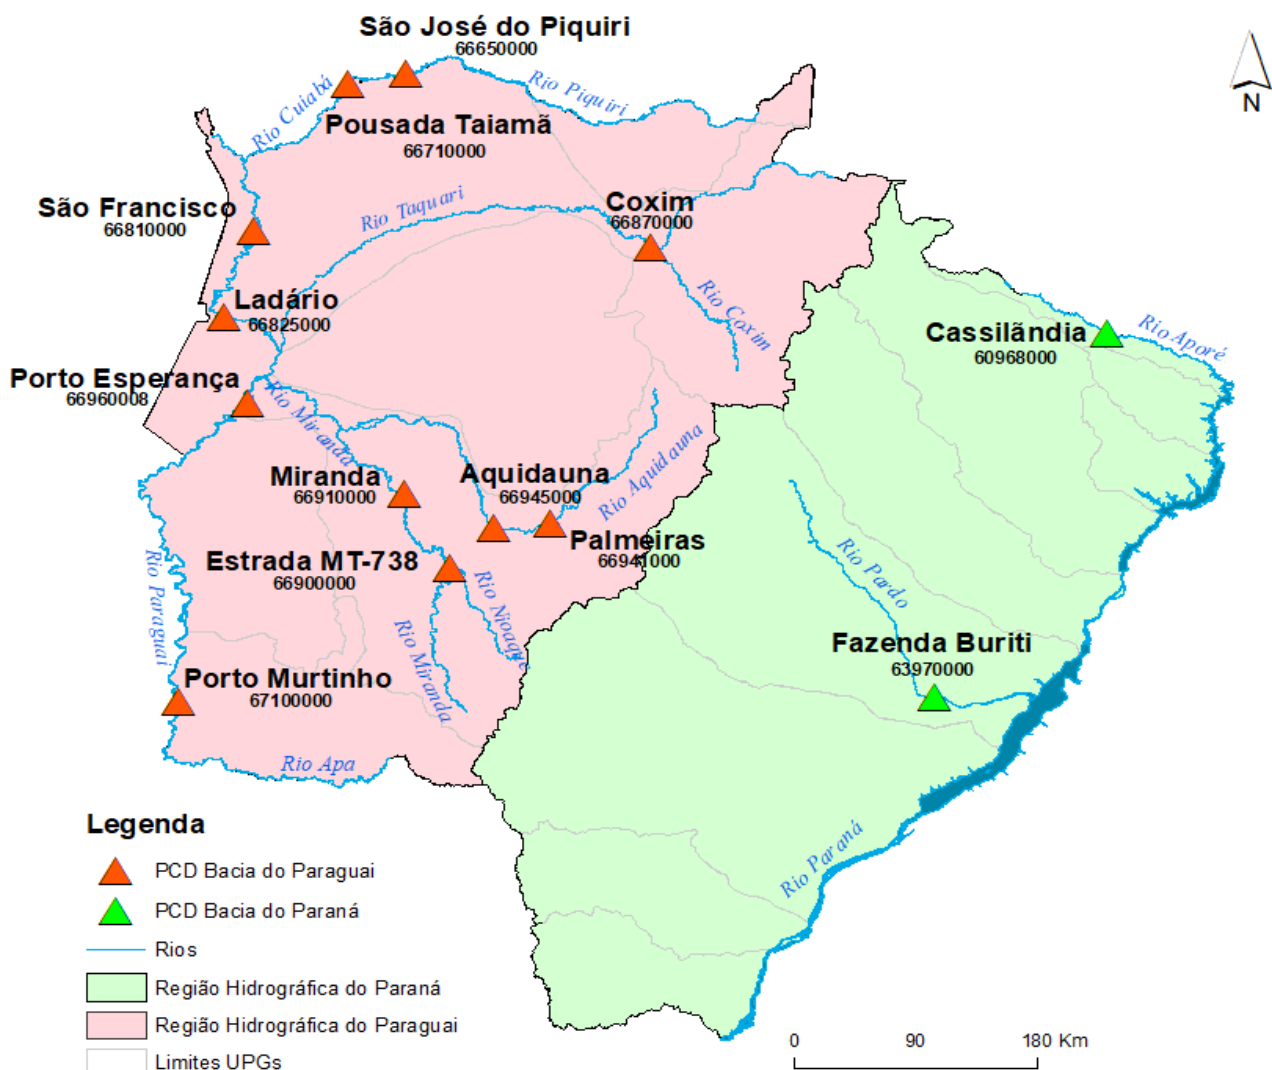 São José do Piquiri
66650000
Rio Cuiabá
Rio Piquiri
N
Pousada Taiamã
66710000
São Francisco
66810000
Rio Taquari
Coxim
66870000
Ladário
66825000
Rio Coxim
Cassilândia
60968000
Rio Aporé
Porto Esperança
66960008
Rio Miranda
Miranda
66910000
Aquidauna
66945000
Rio Aquidauna
Palmeiras
66941000
Estrada MT-738
66900000
Rio Nioaque
Rio Pardo
Rio Paraguai
Rio Miranda
Fazenda Buriti
63970000
Porto Murtinho
67100000
Rio Apa
Rio Paraná
Legenda
PCD Bacia do Paraguai
PCD Bacia do Paraná
Rios
Região Hidrográfica do Paraná
Região Hidrográfica do Paraguai
Limites UPGs
0 90 180 Km